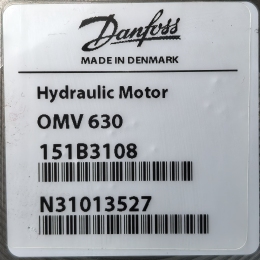 Danfoss
MADE IN DENMARK
Hydraulic Motor
OMV 630
151B3108
N31013527